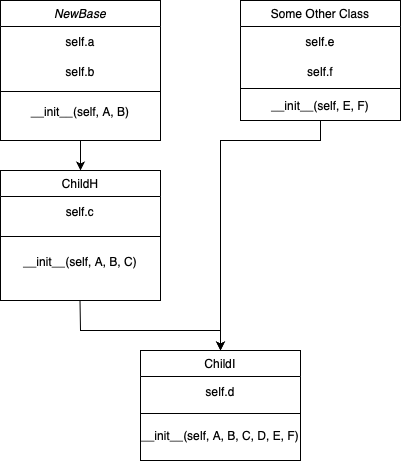 NewBase
self.a
self.b
__init__(self, A, B)
Some Other Class
self.e
self.f
__init__(self, E, F)
ChildH
self.c
__init__(self, A, B, C)
ChildI
self.d
__init__(self, A, B, C, D, E, F)